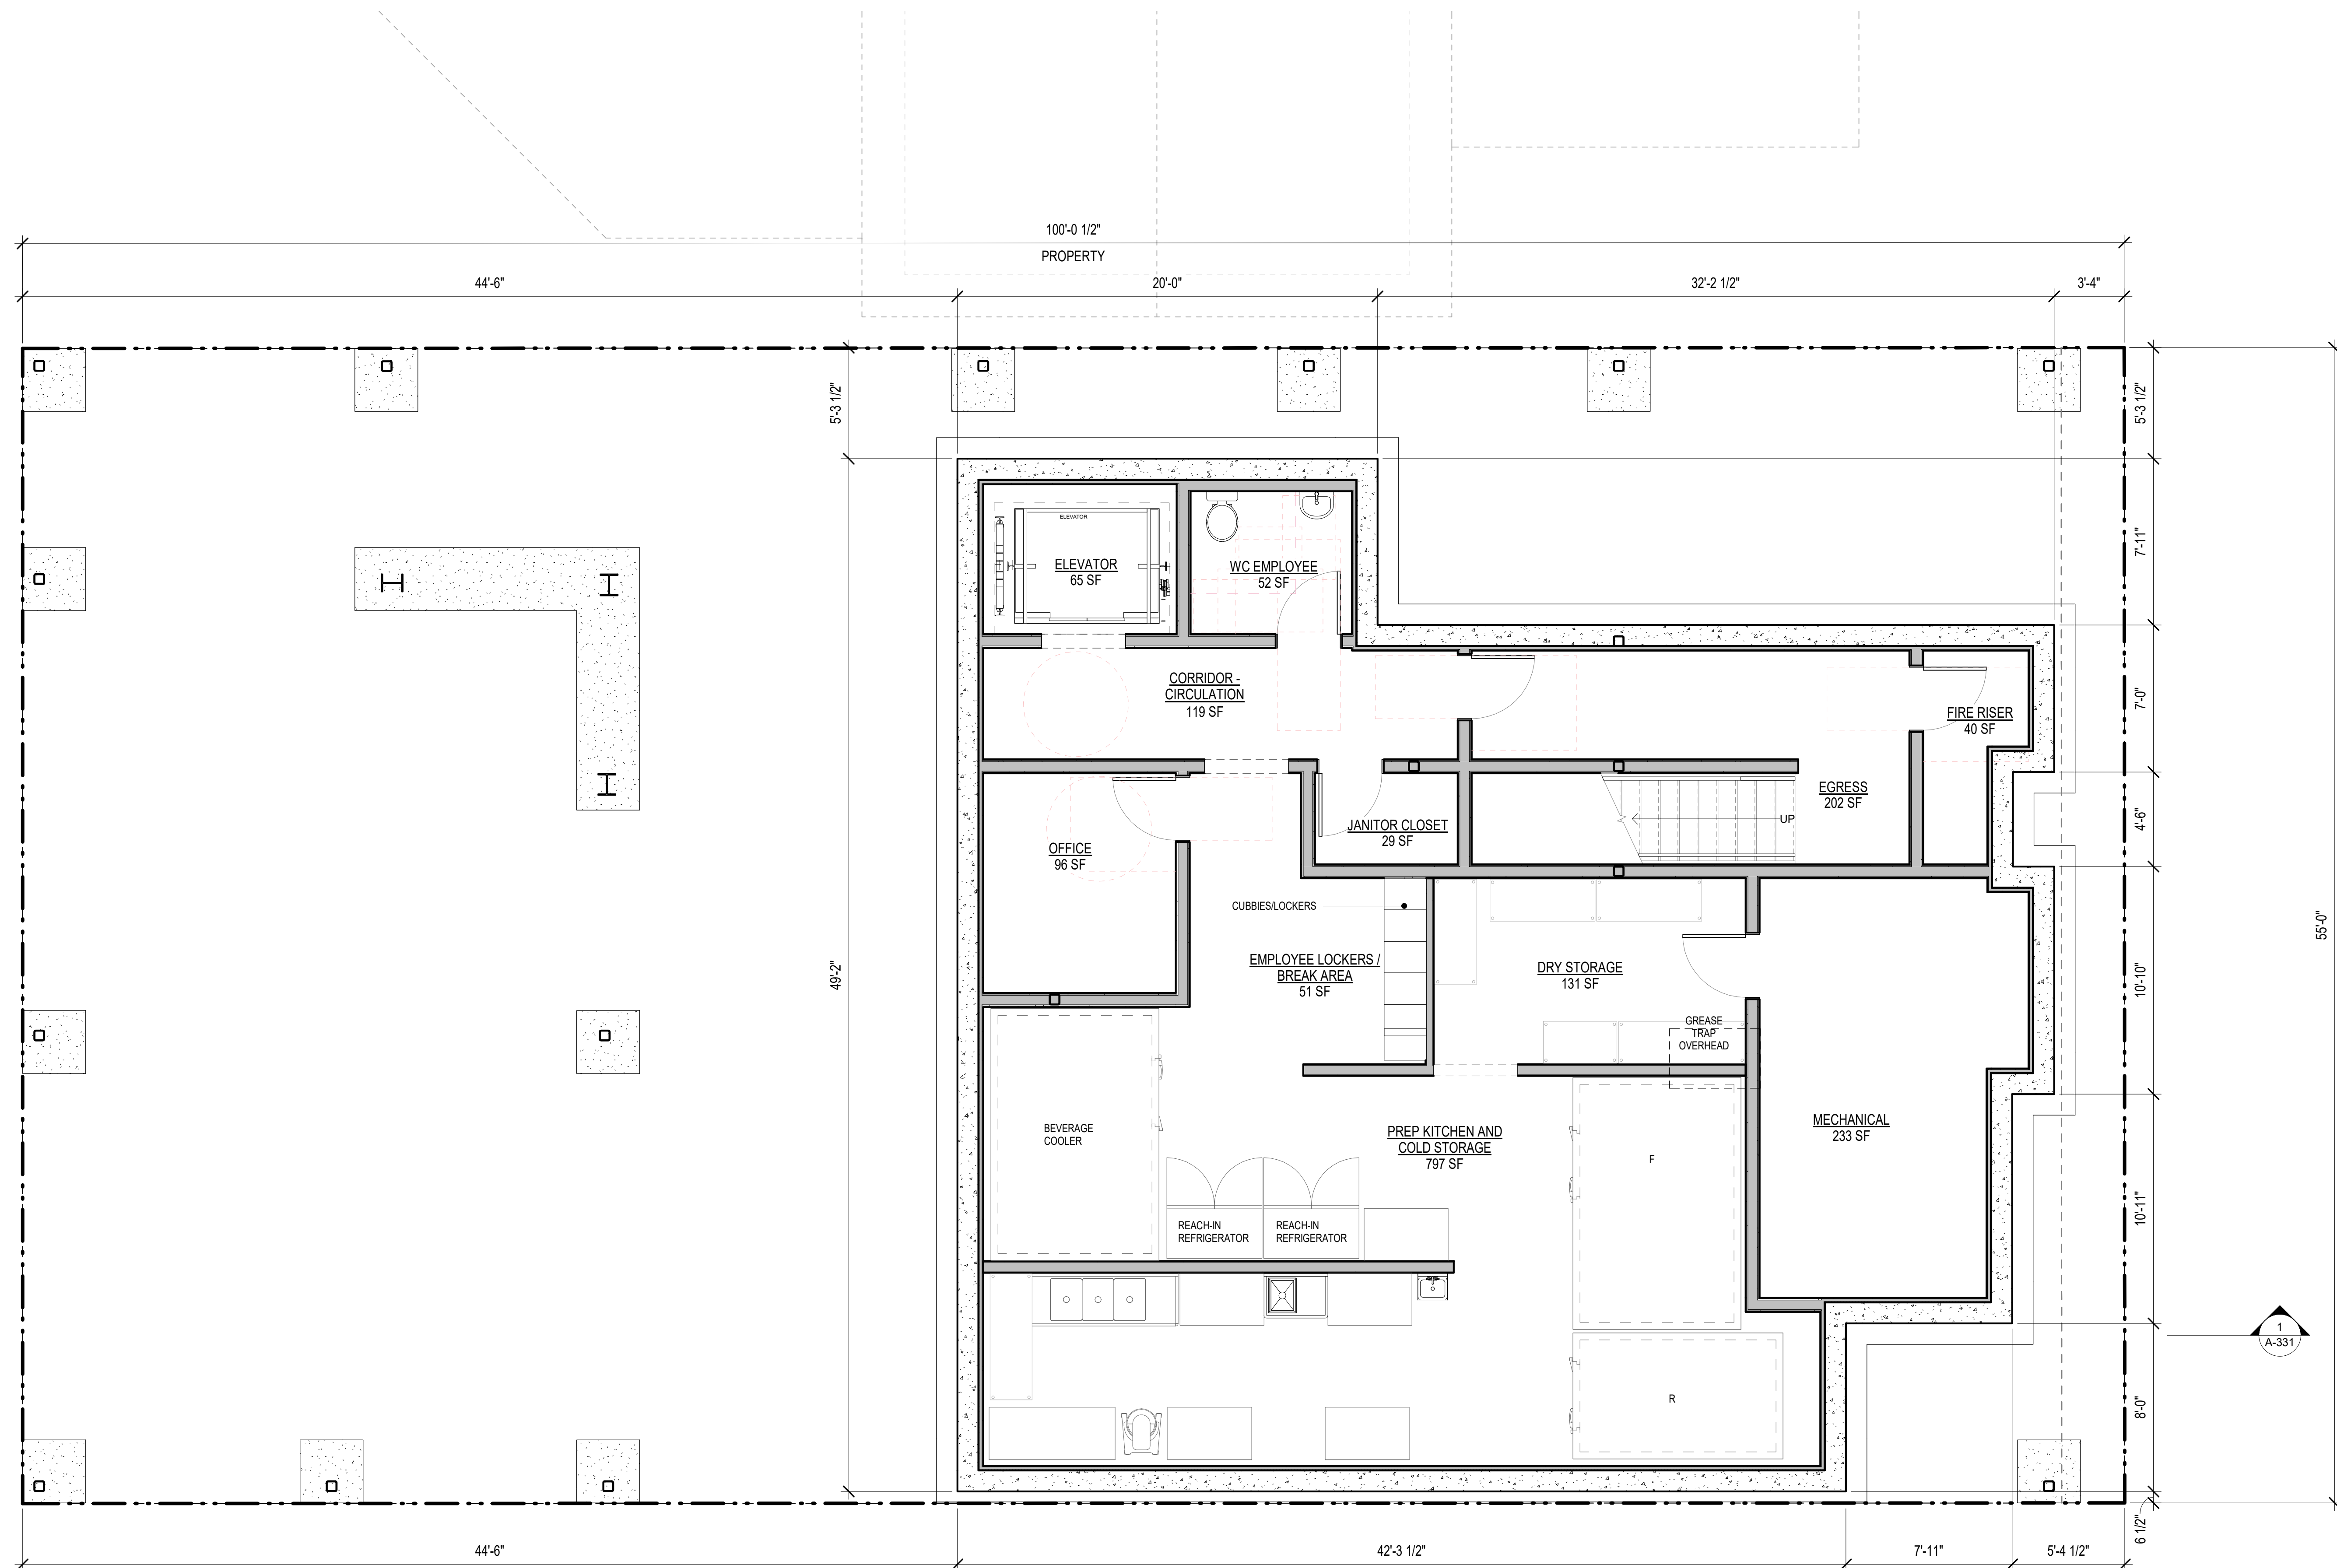 100'-0 1/2"
PROPERTY
44'-6"
20'-0"
32'-2 1/2"
3'-4"
5'-3 1/2"
5'-3 1/2"
ELEVATOR
ELEVATOR
65 SF
WC EMPLOYEE
52 SF
7'-11"
CORRIDOR -
CIRCULATION
119 SF
FIRE RISER
40 SF
7'-0"
EGRESS
202 SF
UP
4'-6"
JANITOR CLOSET
29 SF
OFFICE
96 SF
CUBBIES/LOCKERS
55'-0"
EMPLOYEE LOCKERS /
BREAK AREA
51 SF
DRY STORAGE
131 SF
49'-2"
10'-10"
GREASE
TRAP
OVERHEAD
BEVERAGE
COOLER
PREP KITCHEN AND
COLD STORAGE
797 SF
F
MECHANICAL
233 SF
10'-11"
REACH-IN
REFRIGERATOR
REACH-IN
REFRIGERATOR
1
A-331
R
8'-0"
6 1/2"
44'-6"
42'-3 1/2"
7'-11"
5'-4 1/2"